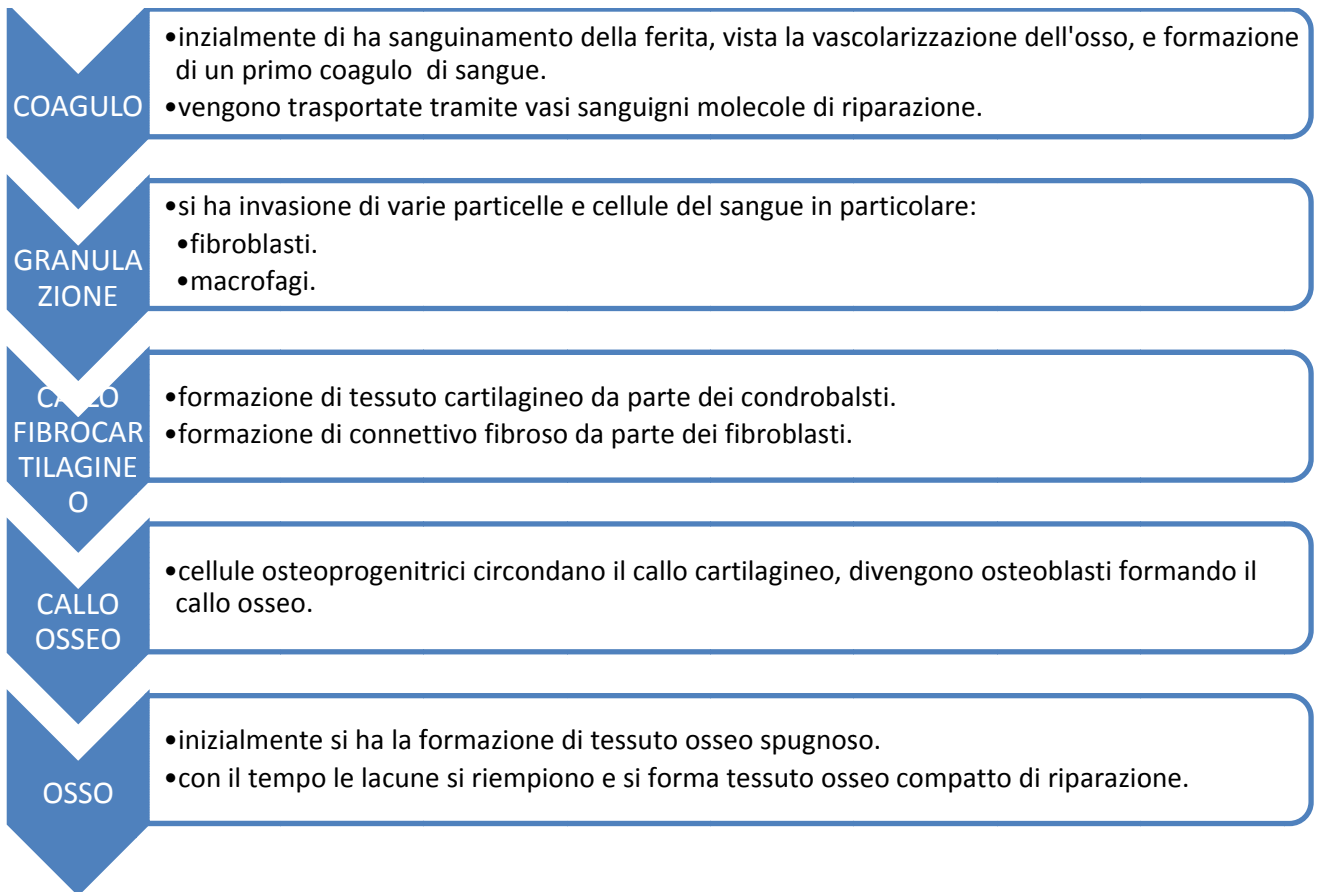 COAGULO
•inzialmente di ha sanguinamento della ferita, vista la vascolarizzazione dell'osso, e formazione
di un primo coagulo di sangue.
•vengono trasportate tramite vasi sanguigni molecole di riparazione.
GRANULA
ZIONE
•si ha invasione di varie particelle e cellule del sangue in particolare:
•fibroblasti.
•macrofagi.
CALLO
FIBROCAR
TILAGINE
O
•formazione di tessuto cartilagineo da parte dei condrobalsti.
•formazione di connettivo fibroso da parte dei fibroblasti.
CALLO
OSSEO
•cellule osteoprogenitrici circondano il callo cartilagineo, divengono osteoblasti formando il
callo osseo.
OSSO
•inizialmente si ha la formazione di tessuto osseo spugnoso.
•con il tempo le lacune si riempiono e si forma tessuto osseo compatto di riparazione.